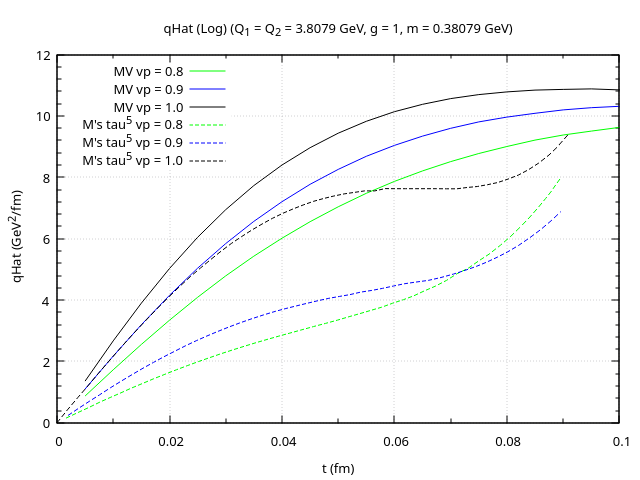 qHat (Log) (Q₁ = Q₂ = 3.8079 GeV, g = 1, m = 0.38079 GeV)
12
10
8
6
4
2
0
qHat (GeV²/fm)
MV vp = 0.8
MV vp = 0.9
MV vp = 1.0
M's tau⁵ vp = 0.8
M's tau⁵ vp = 0.9
M's tau⁵ vp = 1.0
0 0.02 0.04 0.06 0.08 0.1
t (fm)